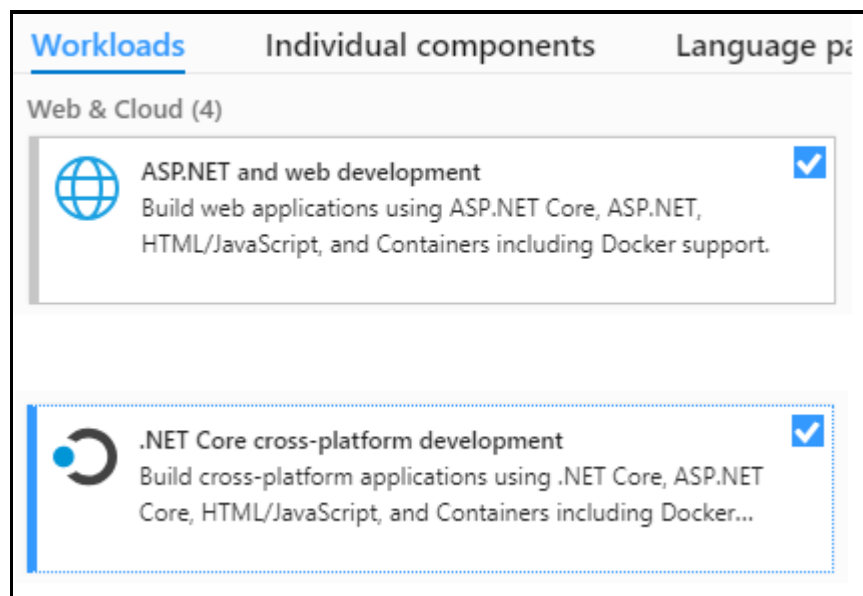 Workloads Individual components Language pa
Web & Cloud (4)
ASP.NET and web development
Build web applications using ASP.NET Core, ASP.NET,
HTML/JavaScript, and Containers including Docker support.
.NET Core cross-platform development
Build cross-platform applications using .NET Core, ASP.NET
Core, HTML/JavaScript, and Containers including Docker...